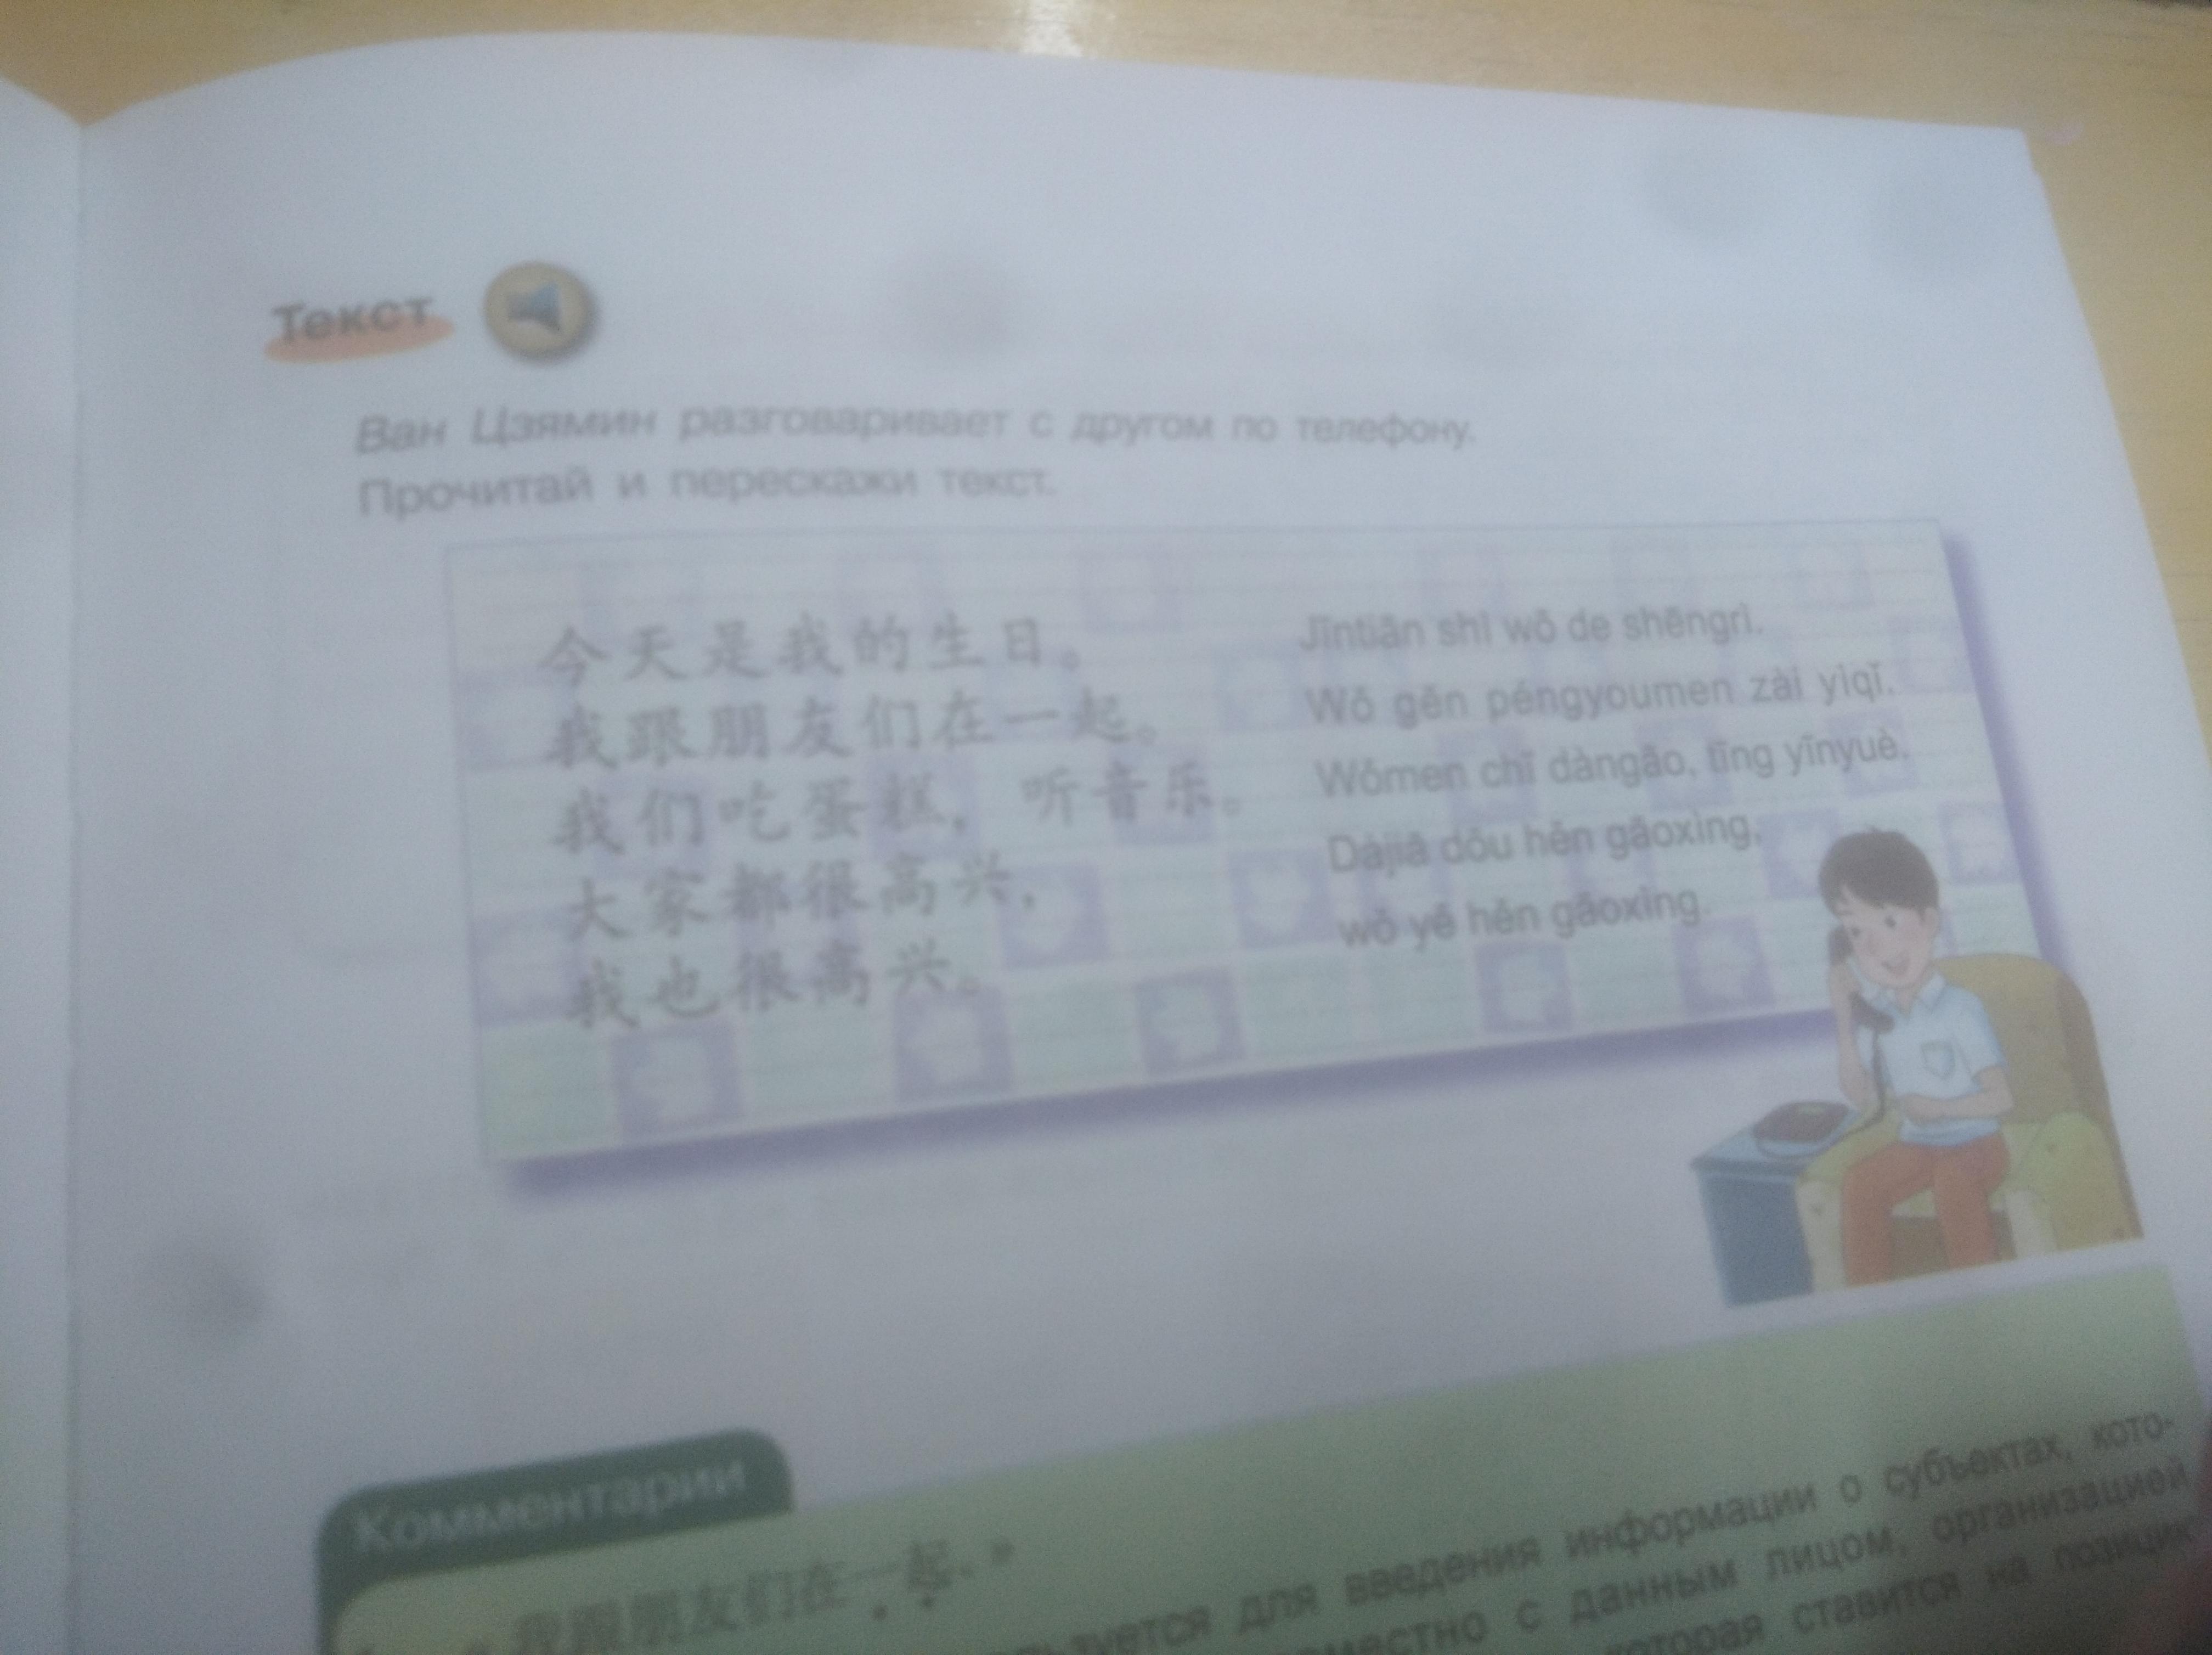 Текст
Ван Цзямин разговаривает с другом по телефону.
Прочитай и перескажи текст.
今天是我的生日。
我跟朋友们在一起。
我们吃蛋糕，听音乐。
大家都很高兴，
我也很高兴。
Jīntiān shì wǒ de shēngrì.
Wǒ gēn péngyoumen zài yìqǐ.
Wǒmen chī dàngāo, tīng yīnyuè.
Dàjiā dōu hěn gāoxìng,
wǒ yě hěn gāoxìng.
Комментарии
我跟朋友们在一起。»
для введения информации о субъектах, кото-
с данным лицом, организацией
которая ставится на